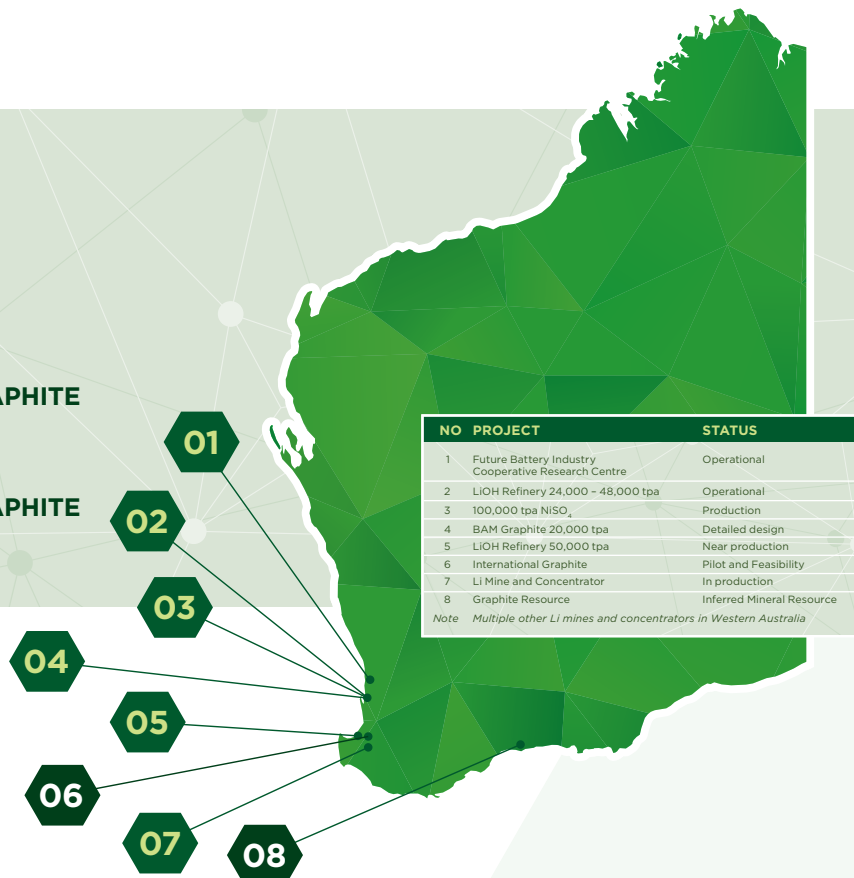 APHITE
APHITE
01
02
03
04
05
06
07
08
NO PROJECT STATUS
1 Future Battery Industry Operational
Cooperative Research Centre
2 LiOH Refinery 24,000 – 48,000 tpa Operational
3 100,000 tpa NiSO₄ Production
4 BAM Graphite 20,000 tpa Detailed design
5 LiOH Refinery 50,000 tpa Near production
6 International Graphite Pilot and Feasibility
7 Li Mine and Concentrator In production
8 Graphite Resource Inferred Mineral Resource
Note Multiple other Li mines and concentrators in Western Australia